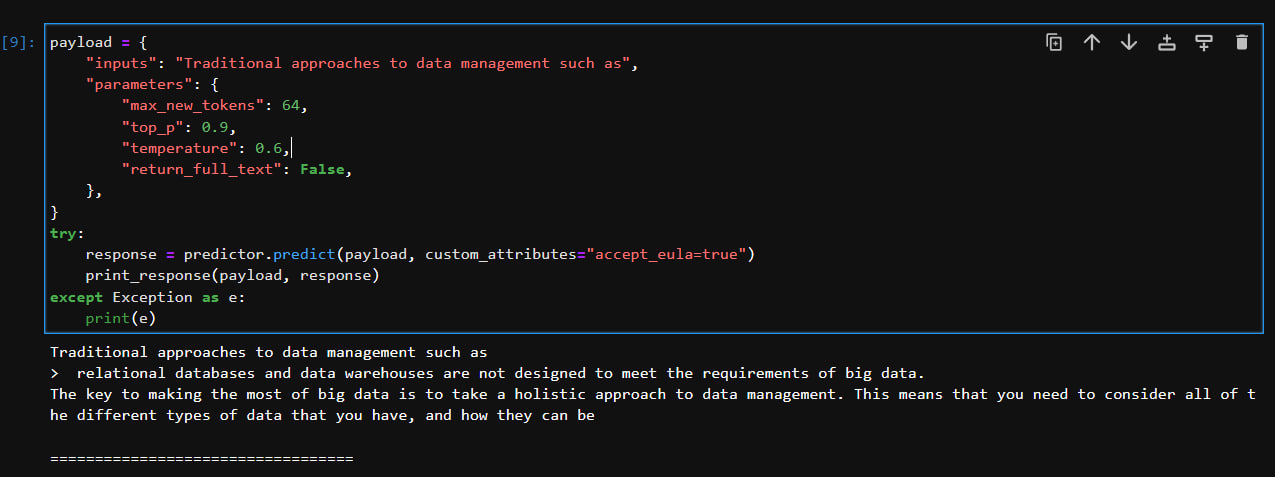 [9]: payload = {
    "inputs": "Traditional approaches to data management such as",
    "parameters": {
        "max_new_tokens": 64,
        "top_p": 0.9,
        "temperature": 0.6,
        "return_full_text": False,
    },
}
try:
    response = predictor.predict(payload, custom_attributes="accept_eula=true")
    print_response(payload, response)
except Exception as e:
    print(e)
Traditional approaches to data management such as
>  relational databases and data warehouses are not designed to meet the requirements of big data.
The key to making the most of big data is to take a holistic approach to data management. This means that you need to consider all of t
he different types of data that you have, and how they can be
==================================